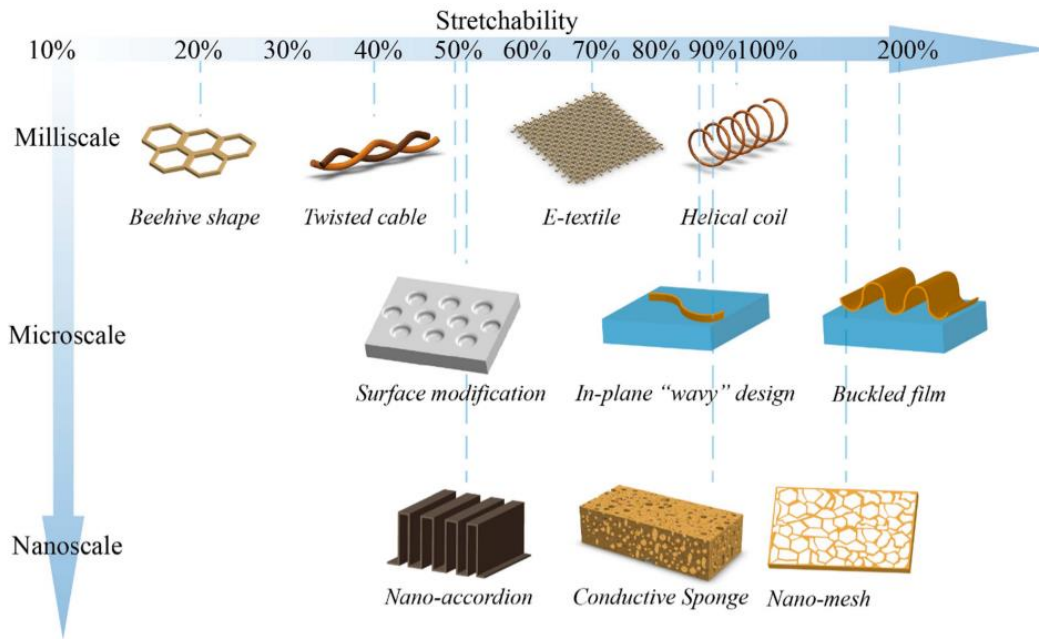 Stretchability
10% 20% 30% 40% 50% 60% 70% 80% 90% 100% 200%
Milliscale
Beehive shape Twisted cable E-textile Helical coil
Microscale
Surface modification In-plane “wavy” design Buckled film
Nanoscale
Nano-accordion Conductive Sponge Nano-mesh